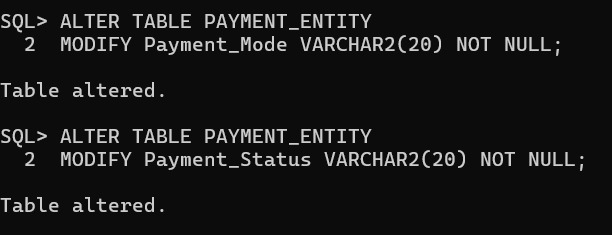 SQL> ALTER TABLE PAYMENT_ENTITY
  2  MODIFY Payment_Mode VARCHAR2(20) NOT NULL;
Table altered.
SQL> ALTER TABLE PAYMENT_ENTITY
  2  MODIFY Payment_Status VARCHAR2(20) NOT NULL;
Table altered.